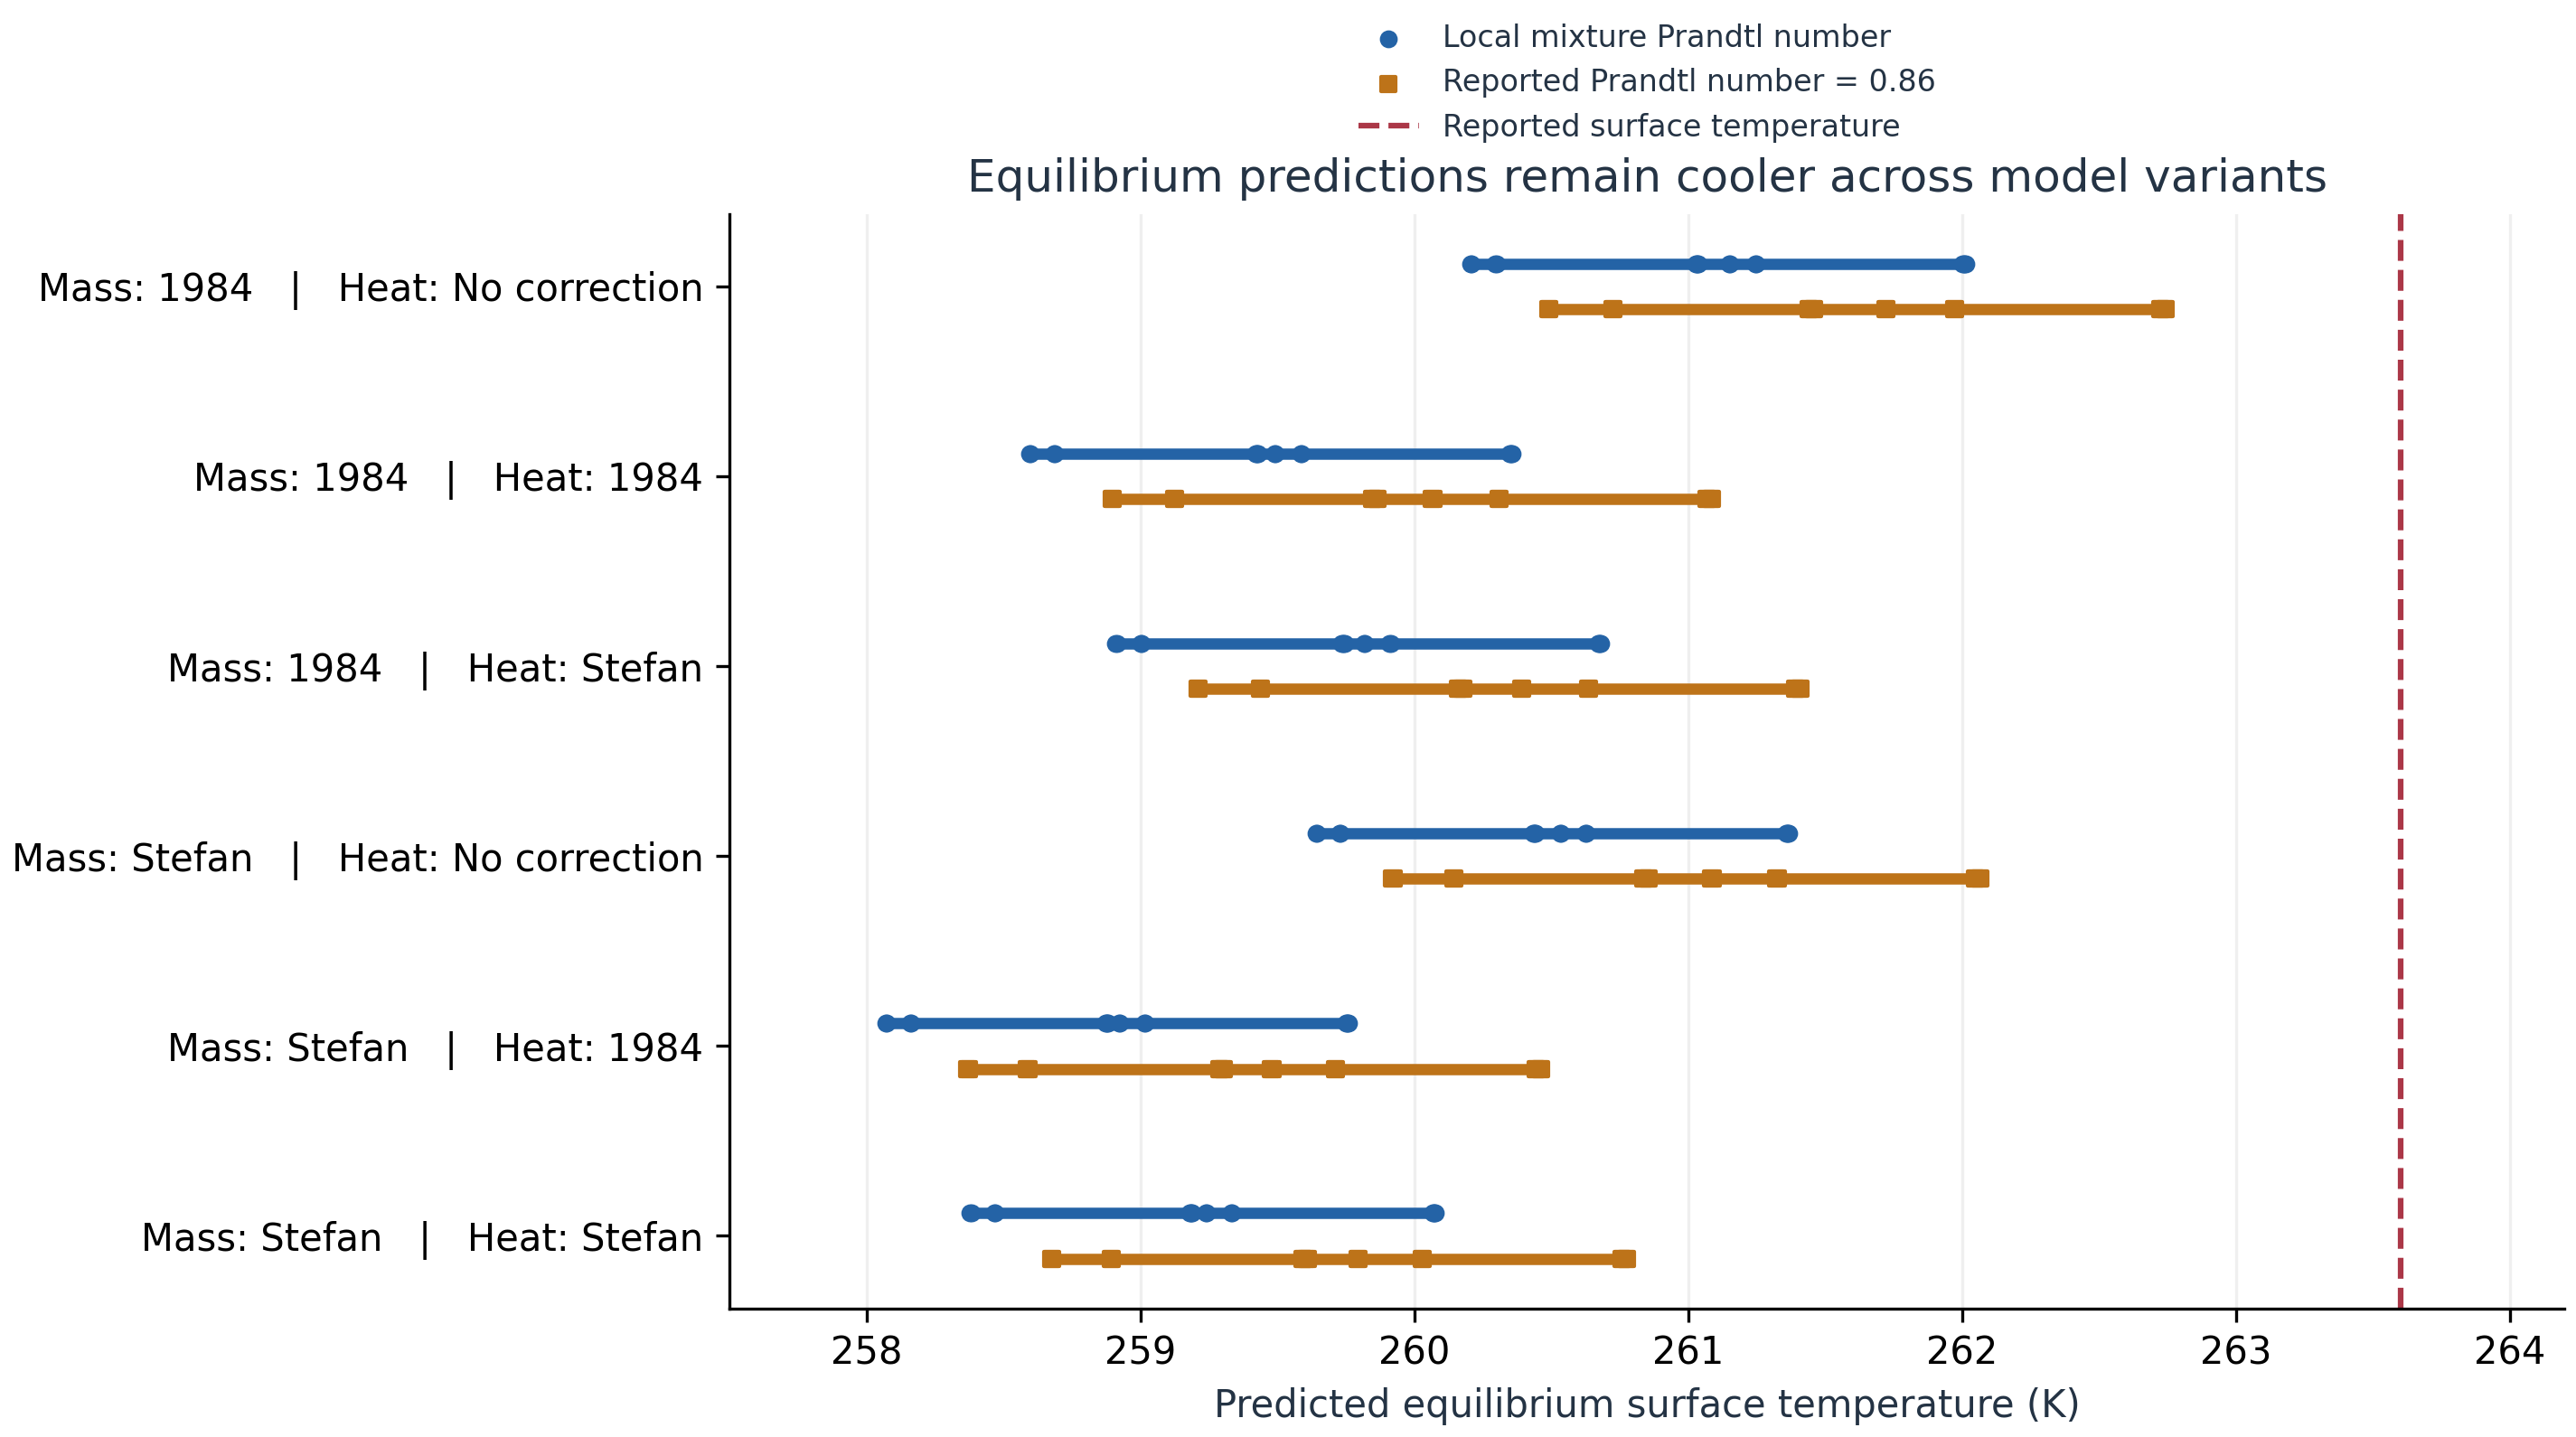 Local mixture Prandtl number
Reported Prandtl number = 0.86
Reported surface temperature
Equilibrium predictions remain cooler across model variants
Mass: 1984 | Heat: No correction
Mass: 1984 | Heat: 1984
Mass: 1984 | Heat: Stefan
Mass: Stefan | Heat: No correction
Mass: Stefan | Heat: 1984
Mass: Stefan | Heat: Stefan
258 259 260 261 262 263 264
Predicted equilibrium surface temperature (K)